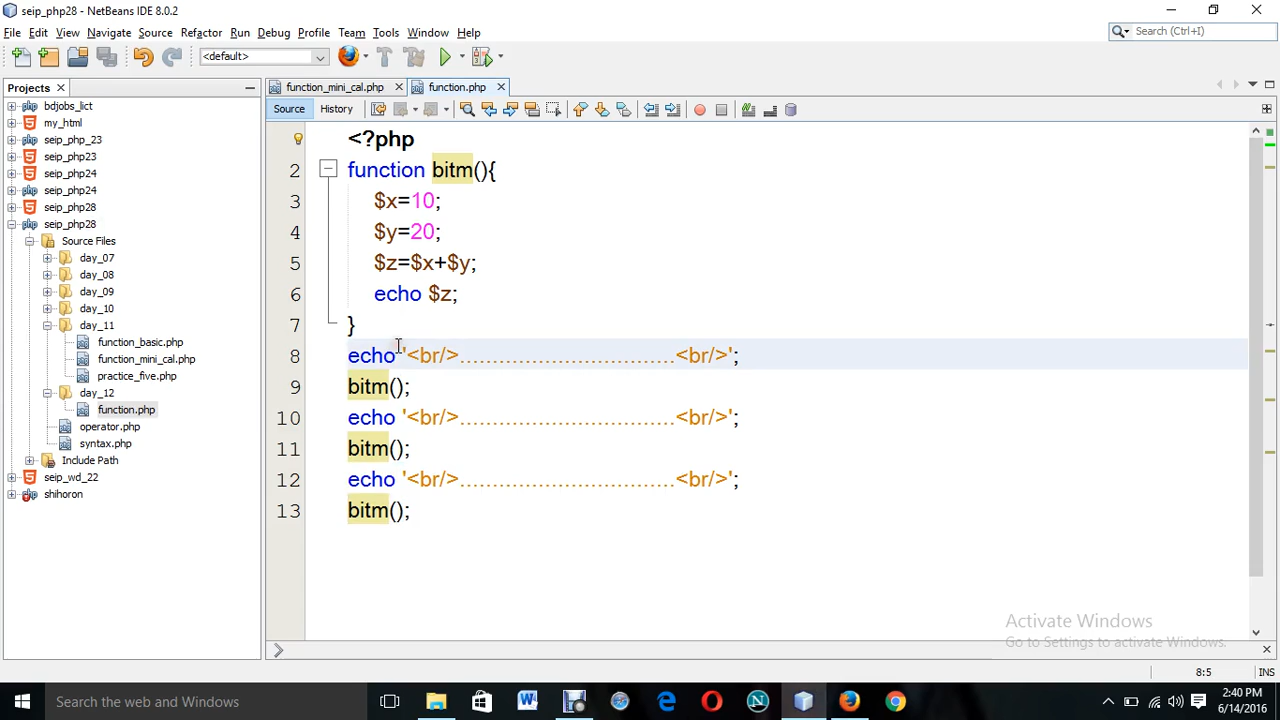 seip_php28 - NetBeans IDE 8.0.2
File Edit View Navigate Source Refactor Run Debug Profile Team Tools Window Help
Search (Ctrl+I)
<default>
Projects
function_mini_cal.php
function.php
Source History
bdjobs_lict
my_html
seip_php_23
seip_php23
seip_php24
seip_php24
seip_php28
seip_php28
Source Files
day_07
day_08
day_09
day_10
day_11
function_basic.php
function_mini_cal.php
practice_five.php
day_12
function.php
operator.php
syntax.php
Include Path
seip_wd_22
shihoron
<?php
2 function bitm(){
3 $x=10;
4 $y=20;
5 $z=$x+$y;
6 echo $z;
7 }
8 echo '<br/>..............................<br/>';
9 bitm();
10 echo '<br/>..............................<br/>';
11 bitm();
12 echo '<br/>..............................<br/>';
13 bitm();
Activate Windows
Go to Settings to activate Windows.
8:5 INS
Search the web and Windows
2:40 PM
6/14/2016